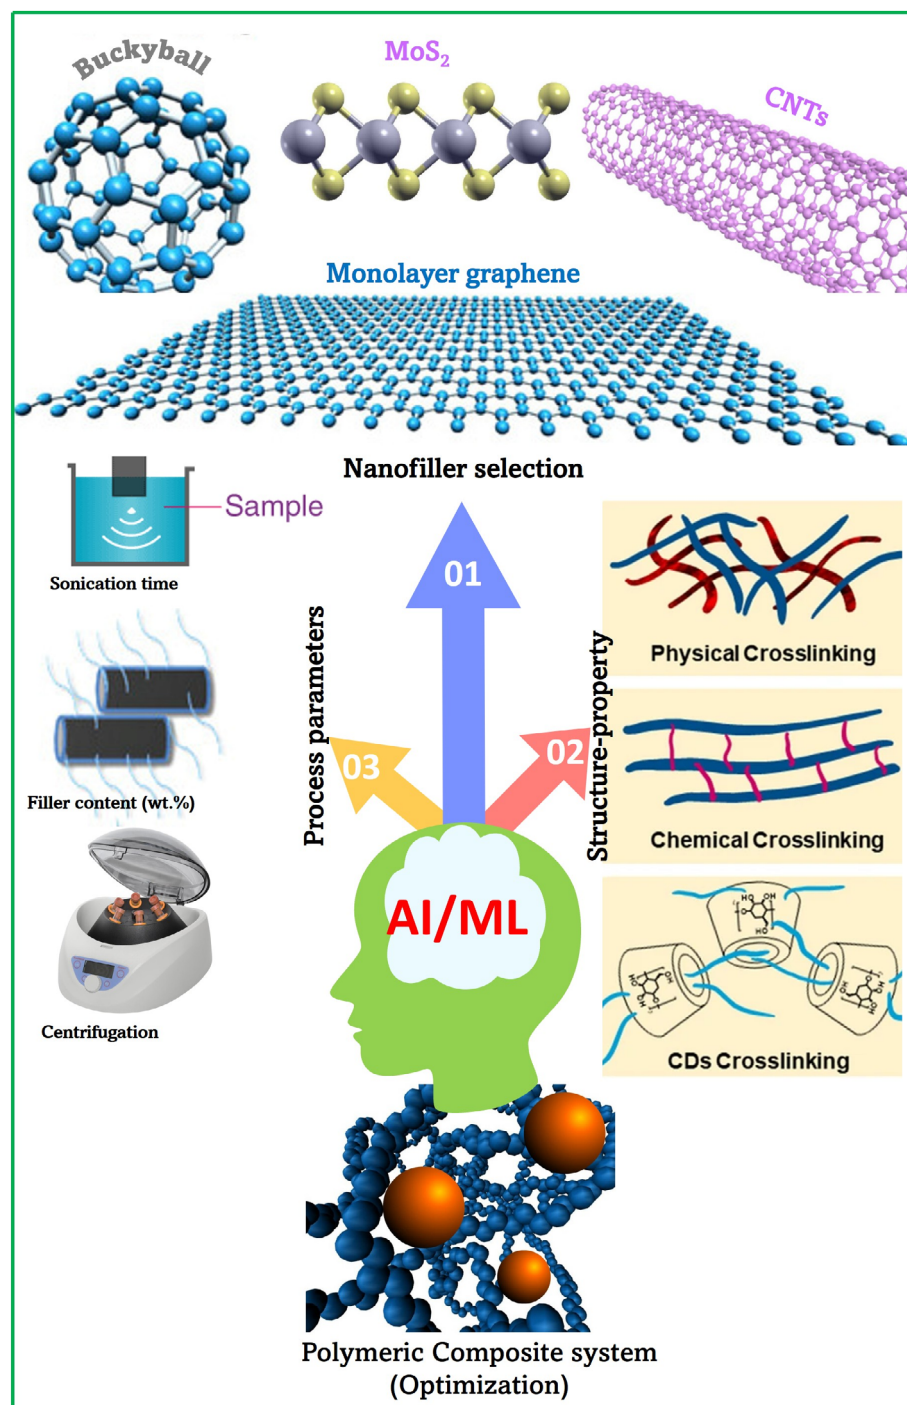 Buckyball
MoS₂
CNTs
Monolayer graphene
Nanofiller selection
Sample
Sonication time
01
Process parameters
03
02
Structure-property
Physical Crosslinking
Filler content (wt.%)
Chemical Crosslinking
AI/ML
Centrifugation
CDs Crosslinking
Polymeric Composite system
(Optimization)